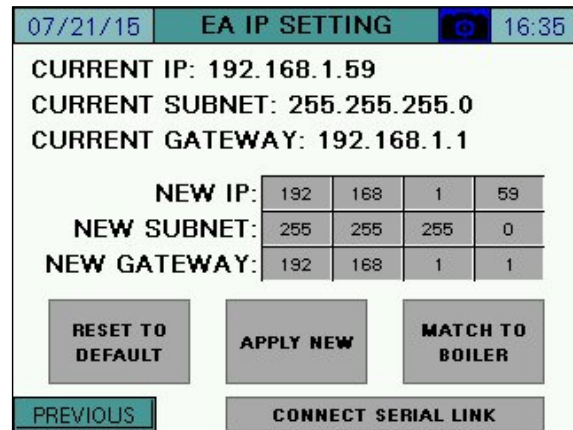 07/21/15 EA IP SETTING 16:35
CURRENT IP: 192.168.1.59
CURRENT SUBNET: 255.255.255.0
CURRENT GATEWAY: 192.168.1.1
NEW IP: 192 168 1 59
NEW SUBNET: 255 255 255 0
NEW GATEWAY: 192 168 1 1
RESET TO DEFAULT
APPLY NEW
MATCH TO BOILER
PREVIOUS CONNECT SERIAL LINK